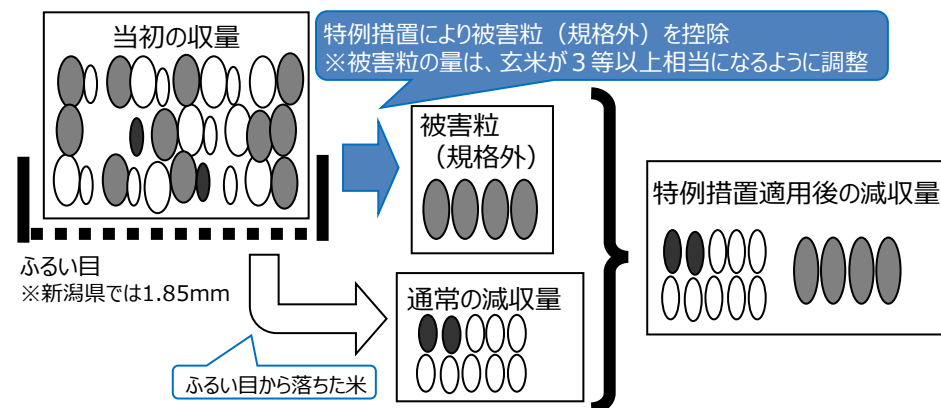 当初の収量
特例措置により被害粒（規格外）を控除
※被害粒の量は、玄米が３等以上相当になるように調整
被害粒
（規格外）
特例措置適用後の減収量
ふるい目
※新潟県では1.85mm
通常の減収量
ふるい目から落ちた米